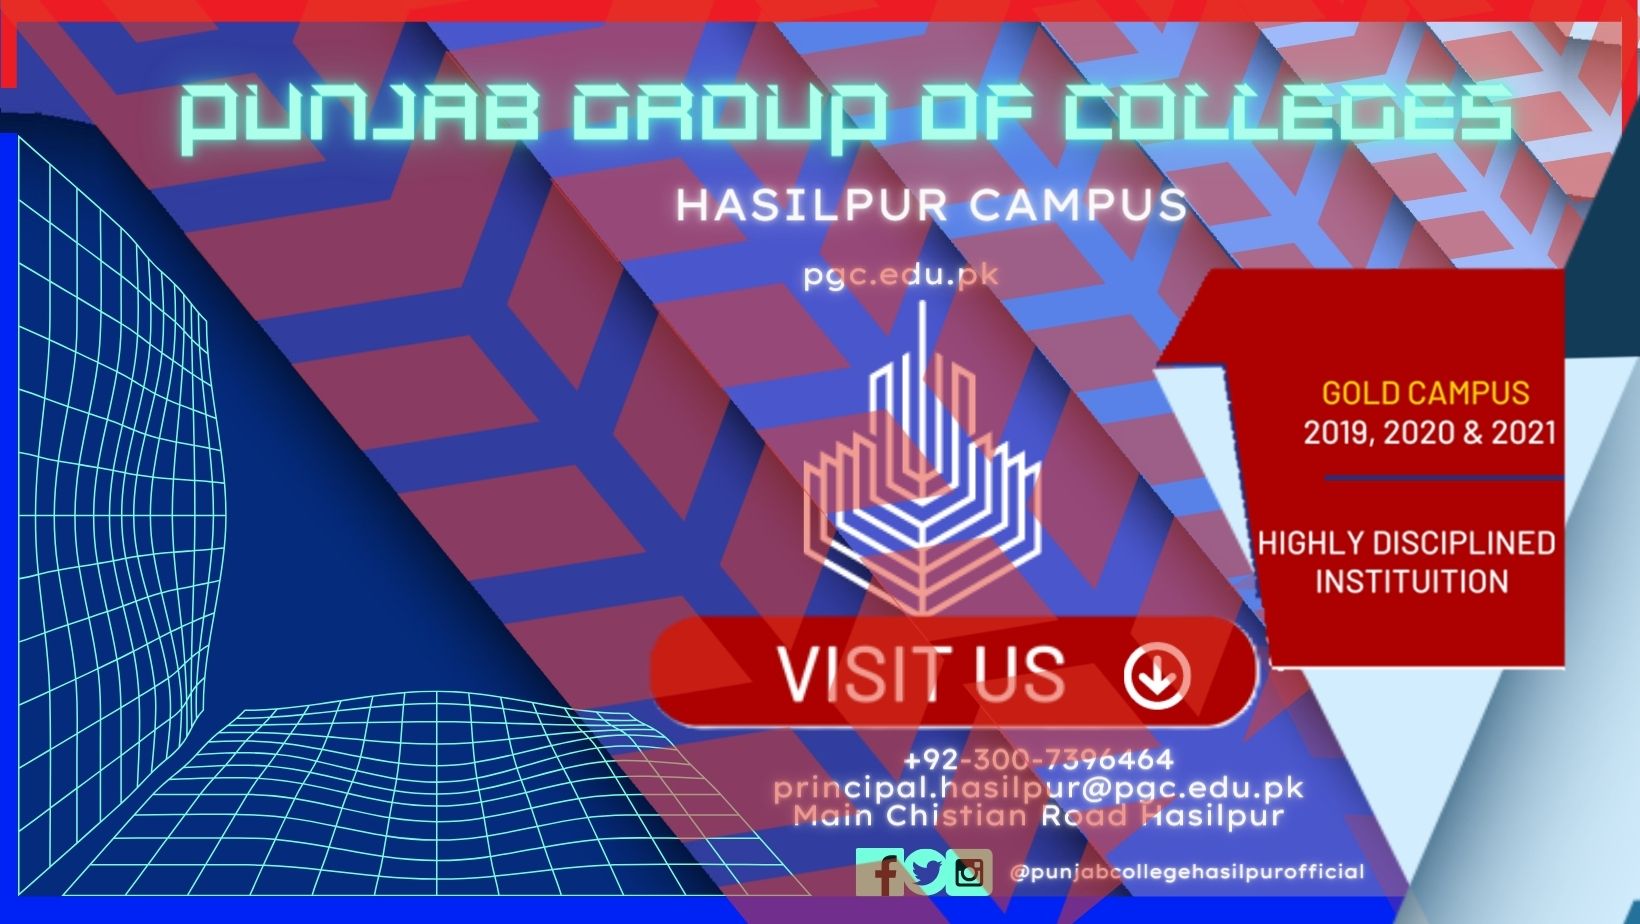 PUNJAB GROUP OF COLLEGES
HASILPUR CAMPUS
pgc.edu.pk
GOLD CAMPUS
2019, 2020 & 2021
HIGHLY DISCIPLINED
INSTITUITION
VISIT US
+92-300-7396464
principal.hasilpur@pgc.edu.pk
Main Chistian Road Hasilpur
@punjabcollegehasilpurofficial